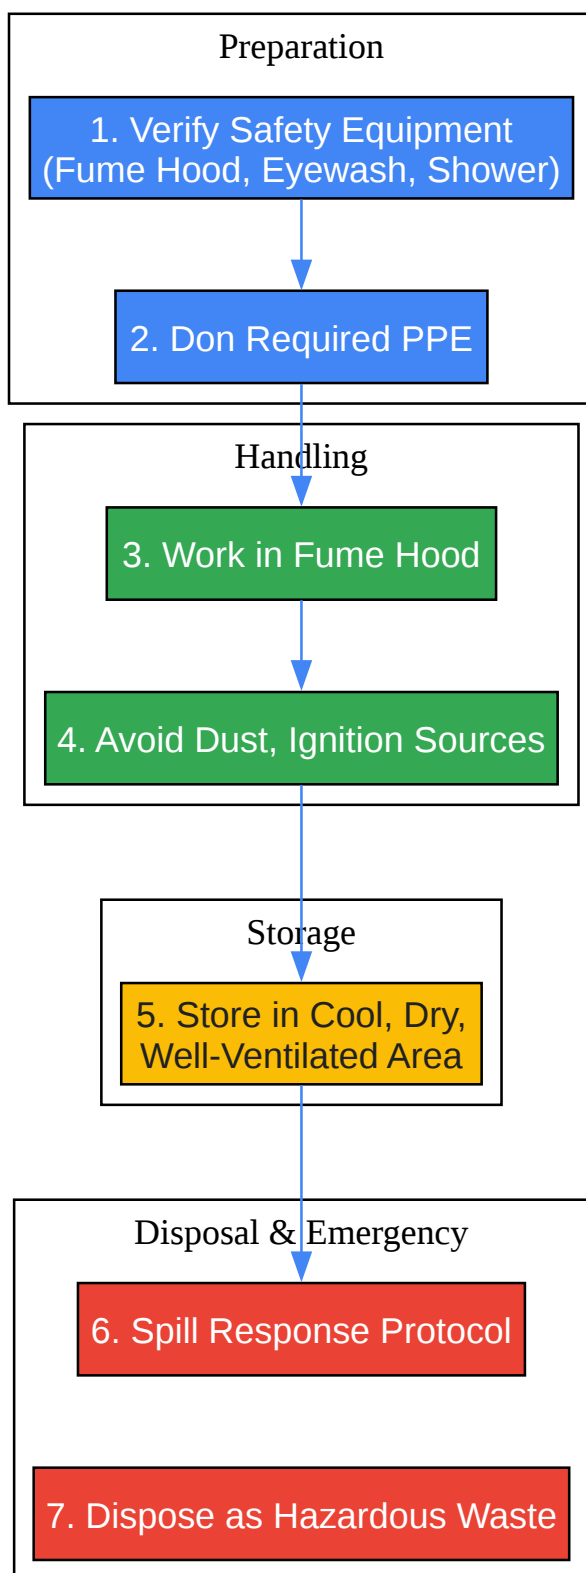 Preparation
1. Verify Safety Equipment
(Fume Hood, Eyewash, Shower)
2. Don Required PPE
Handling
3. Work in Fume Hood
4. Avoid Dust, Ignition Sources
Storage
5. Store in Cool, Dry,
Well-Ventilated Area
Disposal & Emergency
6. Spill Response Protocol
7. Dispose as Hazardous Waste